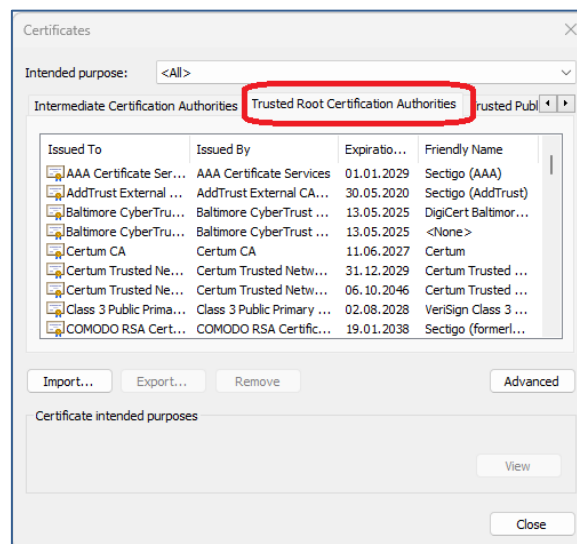 Certificates
Intended purpose: <All>
Intermediate Certification Authorities Trusted Root Certification Authorities rusted Publ
Issued To Issued By Expiratio... Friendly Name
AAA Certificate Ser... AAA Certificate Services 01.01.2029 Sectigo (AAA)
AddTrust External ... AddTrust External CA... 30.05.2020 Sectigo (AddTrust)
Baltimore CyberTru... Baltimore CyberTrust ... 13.05.2025 DigiCert Baltimor...
Baltimore CyberTru... Baltimore CyberTrust ... 13.05.2025 <None>
Certum CA Certum CA 11.06.2027 Certum
Certum Trusted Ne... Certum Trusted Netw... 31.12.2029 Certum Trusted ...
Certum Trusted Ne... Certum Trusted Netw... 06.10.2046 Certum Trusted ...
Class 3 Public Prima... Class 3 Public Primary ... 02.08.2028 VeriSign Class 3 ...
COMODO RSA Cert... COMODO RSA Certific... 19.01.2038 Sectigo (formerl...
Import... Export... Remove Advanced
Certificate intended purposes
View
Close